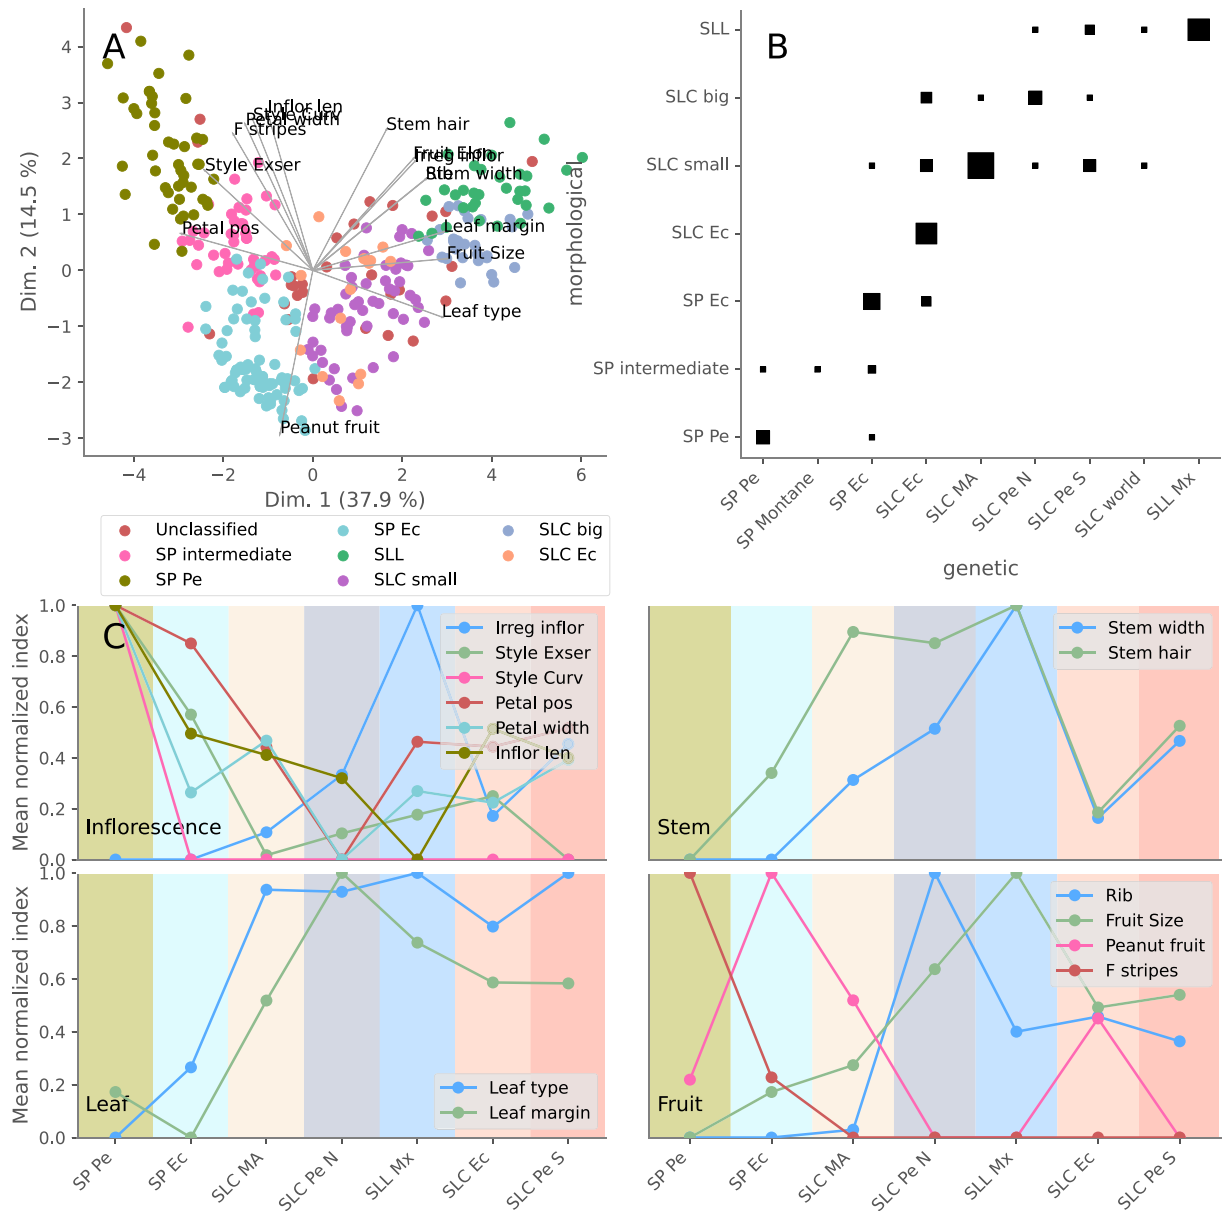 A
4
3
2
1
0
−1
−2
−3
Dim. 2 (14.5 %)
Inflor len
Style Curv
Petal width
F stripes
Style Exser
Petal pos
Stem hair
Fruit Elon
Irreg inflor
Rib
Stem width
Leaf margin
Fruit Size
Leaf type
Peanut fruit
−4
−2
0
2
4
6
Dim. 1 (37.9 %)
Unclassified
SP intermediate
SP Pe
SP Ec
SLL
SLC small
SLC big
SLC Ec
B
morphological
SLL
SLC big
SLC small
SLC Ec
SP Ec
SP intermediate
SP Pe
SP Pe
SP Montane
SP Ec
SLC Ec
SLC MA
SLC Pe N
SLC Pe S
SLC world
SLL Mx
genetic
C
Mean normalized index
1.0
0.8
0.6
0.4
0.2
0.0
Irreg inflor
Style Exser
Style Curv
Petal pos
Petal width
Inflor len
Inflorescence
Stem width
Stem hair
Stem
Mean normalized index
1.0
0.8
0.6
0.4
0.2
0.0
Leaf type
Leaf margin
Leaf
SP Pe
SP Ec
SLC MA
SLC Pe N
SLL Mx
SLC Ec
SLC Pe S
Rib
Fruit Size
Peanut fruit
F stripes
Fruit
SP Pe
SP Ec
SLC MA
SLC Pe N
SLL Mx
SLC Ec
SLC Pe S